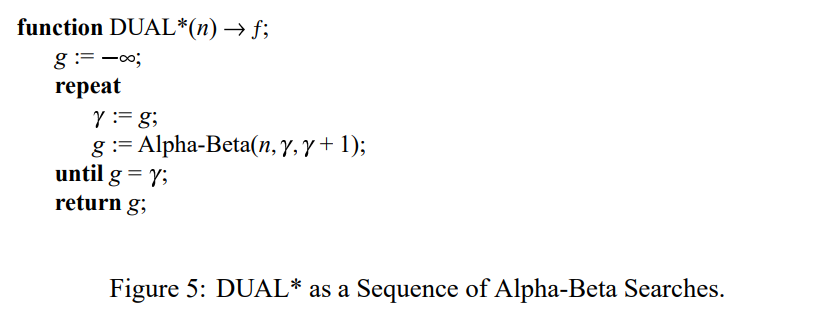 function DUAL*(n) → f;
g := −∞;
repeat
γ := g;
g := Alpha-Beta(n, γ, γ + 1);
until g = γ;
return g;
Figure 5: DUAL* as a Sequence of Alpha-Beta Searches.